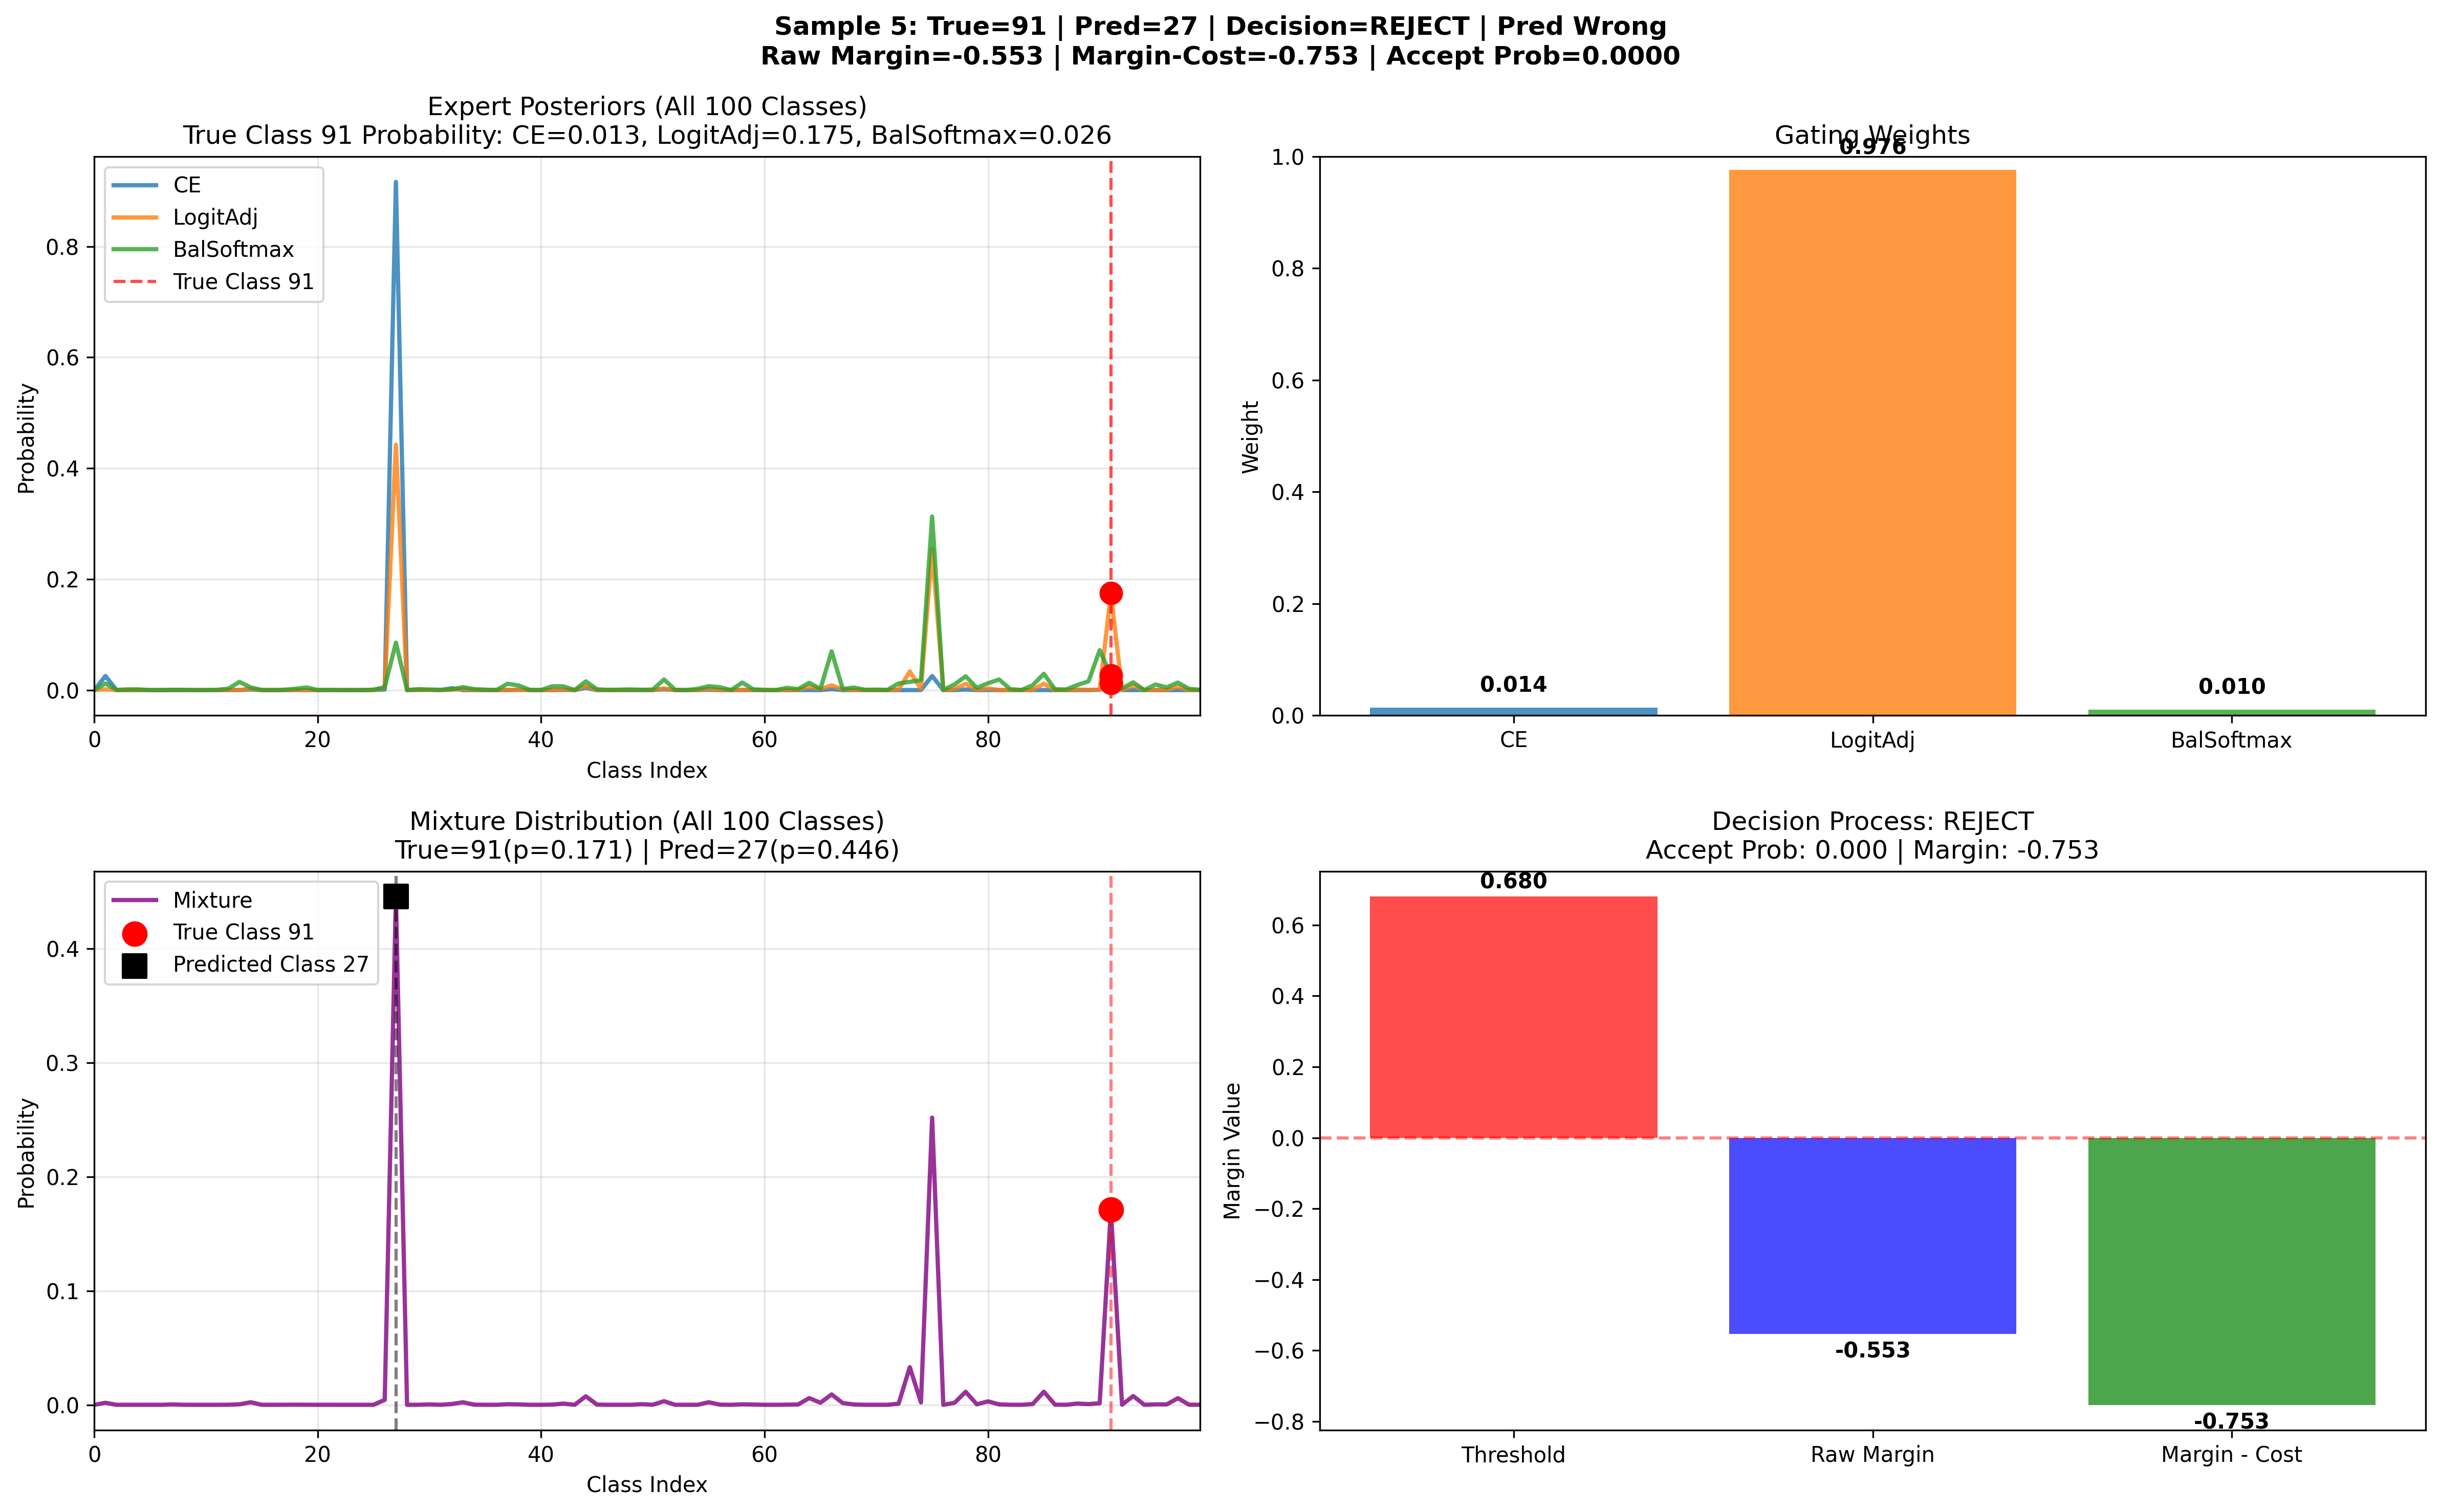 Sample 5: True=91 | Pred=27 | Decision=REJECT | Pred Wrong
Raw Margin=-0.553 | Margin-Cost=-0.753 | Accept Prob=0.0000
Expert Posteriors (All 100 Classes)
True Class 91 Probability: CE=0.013, LogitAdj=0.175, BalSoftmax=0.026
CE
LogitAdj
BalSoftmax
True Class 91
Probability
0.8
0.6
0.4
0.2
0.0
0
20
40
60
80
Class Index
Gating Weights
0.976
0.014
0.010
Weight
1.0
0.8
0.6
0.4
0.2
0.0
CE
LogitAdj
BalSoftmax
Mixture Distribution (All 100 Classes)
True=91(p=0.171) | Pred=27(p=0.446)
Mixture
True Class 91
Predicted Class 27
Probability
0.4
0.3
0.2
0.1
0.0
0
20
40
60
80
Class Index
Decision Process: REJECT
Accept Prob: 0.000 | Margin: -0.753
0.680
-0.553
-0.753
Margin Value
0.6
0.4
0.2
0.0
−0.2
−0.4
−0.6
−0.8
Threshold
Raw Margin
Margin - Cost